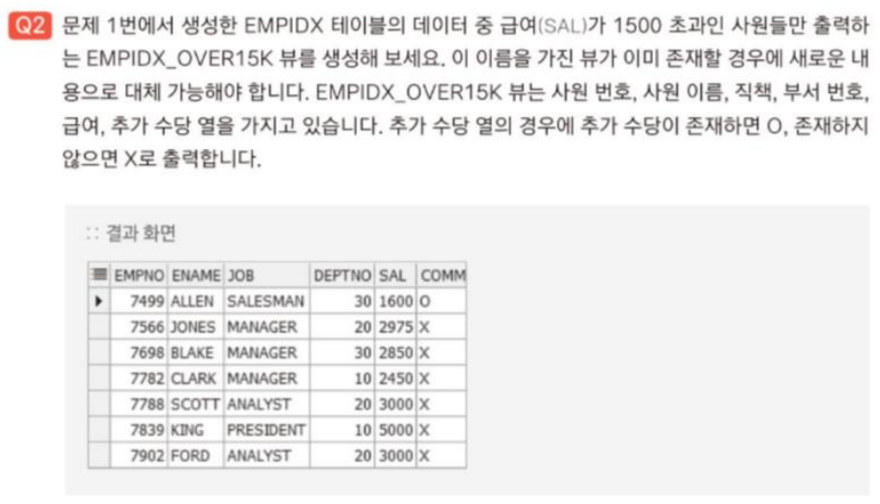 Q2 문제 1번에서 생성한 EMPIDX 테이블의 데이터 중 급여(SAL)가 1500 초과인 사원들만 출력하
는 EMPIDX_OVER15K 뷰를 생성해 보세요. 이 이름을 가진 뷰가 이미 존재할 경우에 새로운 내
용으로 대체 가능해야 합니다. EMPIDX_OVER15K 뷰는 사원 번호, 사원 이름, 직책, 부서 번호,
급여, 추가 수당 열을 가지고 있습니다. 추가 수당 열의 경우에 추가 수당이 존재하면 O, 존재하지
않으면 X로 출력합니다.
:: 결과 화면
EMPNO ENAME JOB DEPTNO SAL COMM
7499 ALLEN SALESMAN 30 1600 O
7566 JONES MANAGER 20 2975 X
7698 BLAKE MANAGER 30 2850 X
7782 CLARK MANAGER 10 2450 X
7788 SCOTT ANALYST 20 3000 X
7839 KING PRESIDENT 10 5000 X
7902 FORD ANALYST 20 3000 X